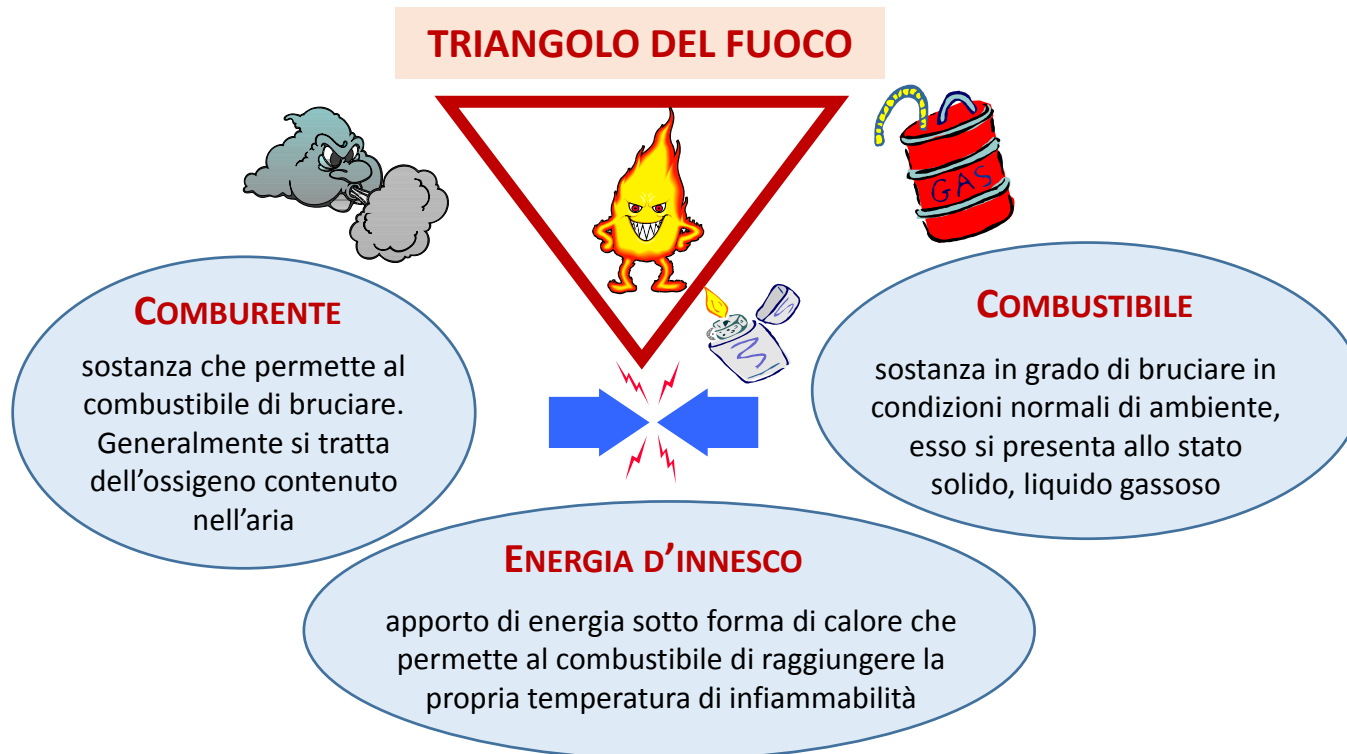 TRIANGOLO DEL FUOCO
GAS
COMBURENTE
sostanza che permette al
combustibile di bruciare.
Generalmente si tratta
dell’ossigeno contenuto
nell’aria
COMBUSTIBILE
sostanza in grado di bruciare in
condizioni normali di ambiente,
esso si presenta allo stato
solido, liquido gassoso
ENERGIA D’INNESCO
apporto di energia sotto forma di calore che
permette al combustibile di raggiungere la
propria temperatura di infiammabilità